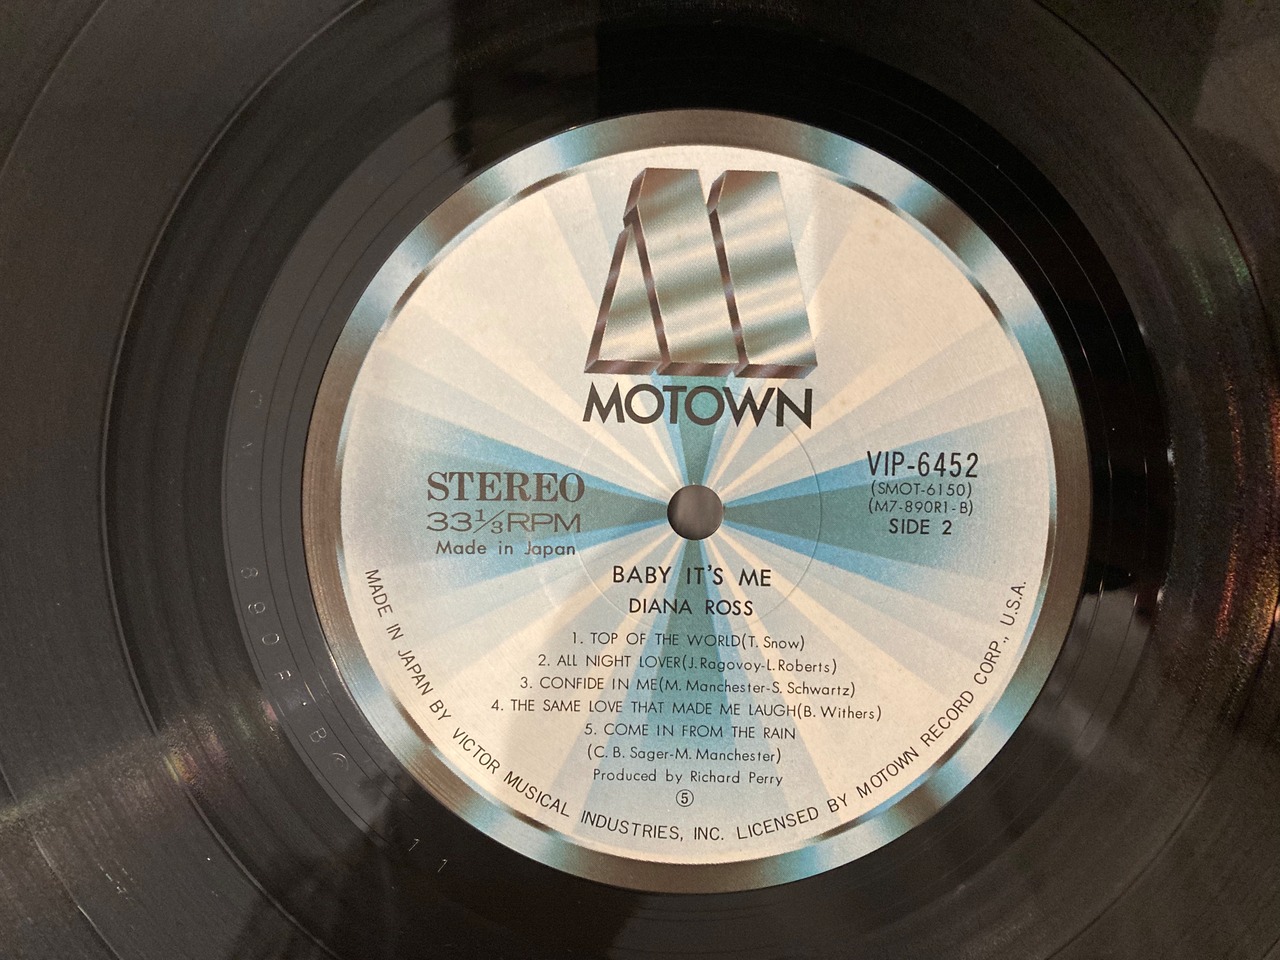 MOTOWN
STEREO
33⅓RPM
Made in Japan
VIP-6452
(SMOT-6150)
(M7-890R1-B)
SIDE 2
BABY IT'S ME
DIANA ROSS
1. TOP OF THE WORLD(T. Snow)
2. ALL NIGHT LOVER(J. Ragovoy-L. Roberts)
3. CONFIDE IN ME(M. Manchester-S. Schwartz)
4. THE SAME LOVE THAT MADE ME LAUGH(B. Withers)
5. COME IN FROM THE RAIN
(C. B. Sager-M. Manchester)
Produced by Richard Perry
⑤
MADE IN JAPAN BY VICTOR MUSICAL INDUSTRIES, INC. LICENSED BY MOTOWN RECORD CORP., U.S.A.
1 1